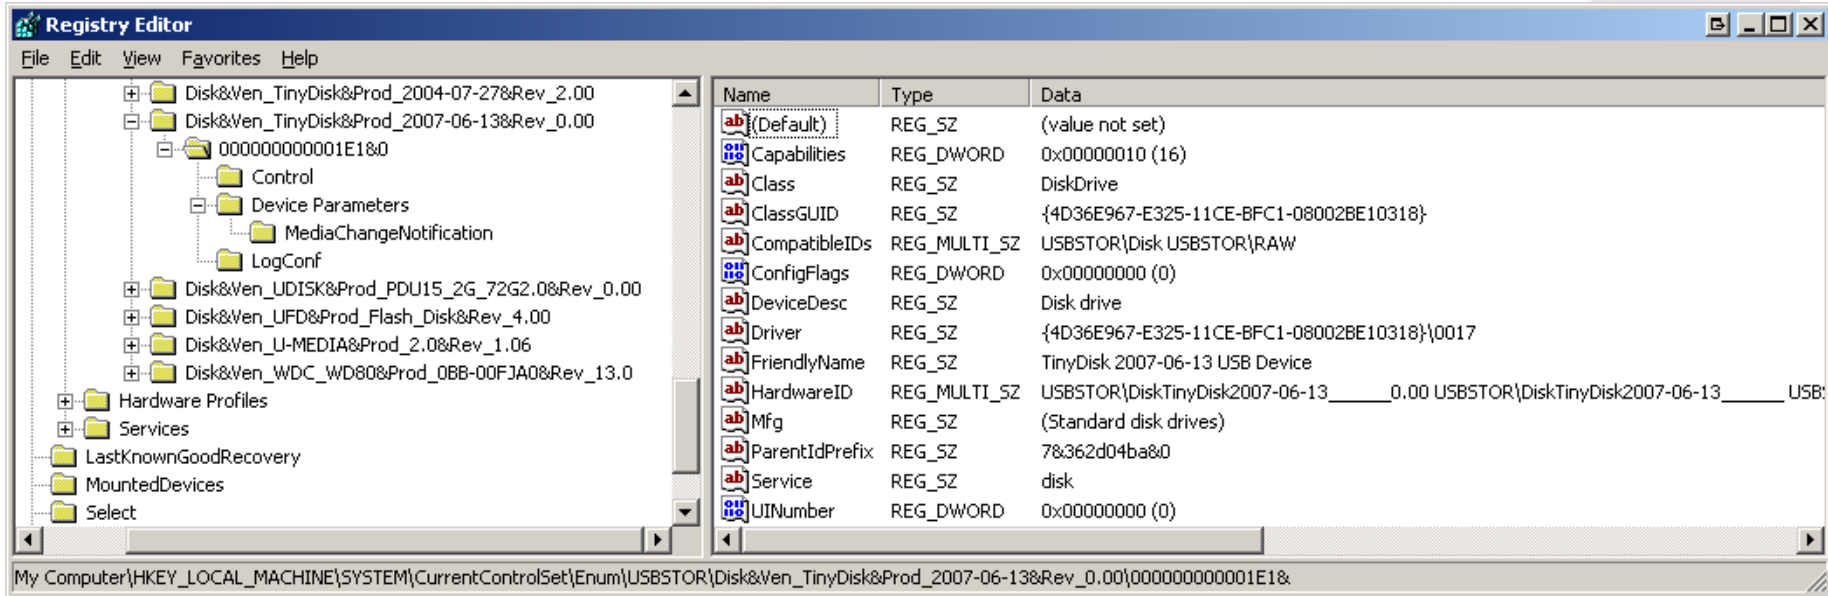 Registry Editor
File Edit View Favorites Help
Disk&Ven_TinyDisk&Prod_2004-07-27&Rev_2.00
Disk&Ven_TinyDisk&Prod_2007-06-13&Rev_0.00
000000000001E1&0
Control
Device Parameters
MediaChangeNotification
LogConf
Disk&Ven_UDISK&Prod_PDU15_2G_72G2.0&Rev_0.00
Disk&Ven_UFD&Prod_Flash_Disk&Rev_4.00
Disk&Ven_U-MEDIA&Prod_2.0&Rev_1.06
Disk&Ven_WDC_WD80&Prod_0BB-00FJA0&Rev_13.0
Hardware Profiles
Services
LastKnownGoodRecovery
MountedDevices
Select
Name Type Data
(Default) REG_SZ (value not set)
Capabilities REG_DWORD 0x00000010 (16)
Class REG_SZ DiskDrive
ClassGUID REG_SZ {4D36E967-E325-11CE-BFC1-08002BE10318}
CompatibleIDs REG_MULTI_SZ USBSTOR\Disk USBSTOR\RAW
ConfigFlags REG_DWORD 0x00000000 (0)
DeviceDesc REG_SZ Disk drive
Driver REG_SZ {4D36E967-E325-11CE-BFC1-08002BE10318}\0017
FriendlyName REG_SZ TinyDisk 2007-06-13 USB Device
HardwareID REG_MULTI_SZ USBSTOR\DiskTinyDisk2007-06-13______0.00 USBSTOR\DiskTinyDisk2007-06-13______ USB
Mfg REG_SZ (Standard disk drives)
ParentIdPrefix REG_SZ 7&362d04ba&0
Service REG_SZ disk
UINumber REG_DWORD 0x00000000 (0)
My Computer\HKEY_LOCAL_MACHINE\SYSTEM\CurrentControlSet\Enum\USBSTOR\Disk&Ven_TinyDisk&Prod_2007-06-13&Rev_0.00\000000000001E1&